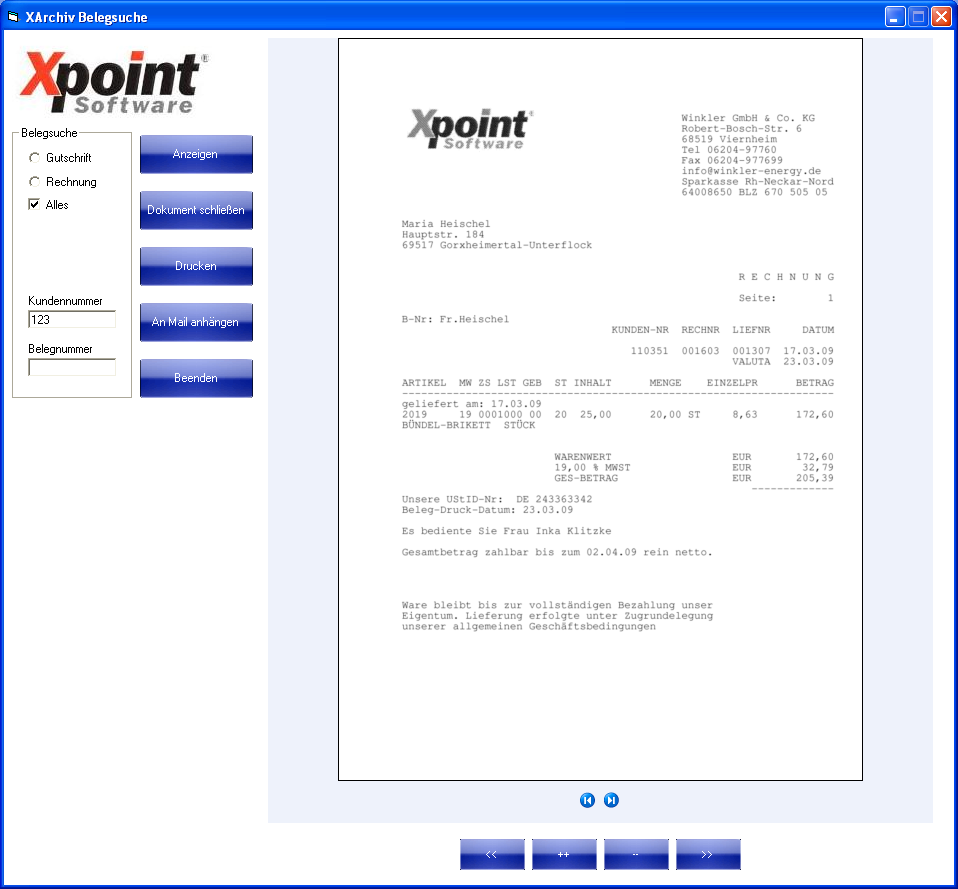 XArchiv Belegsuche
Xpoint®
Software
Belegsuche
Gutschrift
Rechnung
Alles
Kundennummer
123
Belegnummer
Anzeigen
Dokument schließen
Drucken
An Mail anhängen
Beenden
Xpoint®
Software
Winkler GmbH & Co. KG
Robert-Bosch-Str. 6
68519 Viernheim
Tel 06204-97760
Fax 06204-977699
info@winkler-energy.de
Sparkasse Rh-Neckar-Nord
64008650 BLZ 670 505 05
Maria Heischel
Hauptstr. 184
69517 Gorxheimertal-Unterflock
R E C H N U N G
Seite: 1
B-Nr: Fr.Heischel
KUNDEN-NR RECHNR LIEFNR DATUM
110351 001603 001307 17.03.09
VALUTA 23.03.09
ARTIKEL MW ZS LST GEB ST INHALT MENGE EINZELPR BETRAG
--------------------------------------------------------------------
geliefert am: 17.03.09
2019 19 0001000 00 20 25,00 20,00 ST 8,63 172,60
BÜNDEL-BRIKETT STÜCK
WARENWERT EUR 172,60
19,00 % MWST EUR 32,79
GES-BETRAG EUR 205,39
-------------
Unsere UStID-Nr: DE 243363342
Beleg-Druck-Datum: 23.03.09
Es bediente Sie Frau Inka Klitzke
Gesamtbetrag zahlbar bis zum 02.04.09 rein netto.
Ware bleibt bis zur vollständigen Bezahlung unser
Eigentum. Lieferung erfolgte unter Zugrundelegung
unserer allgemeinen Geschäftsbedingungen
<< ++ -- >>